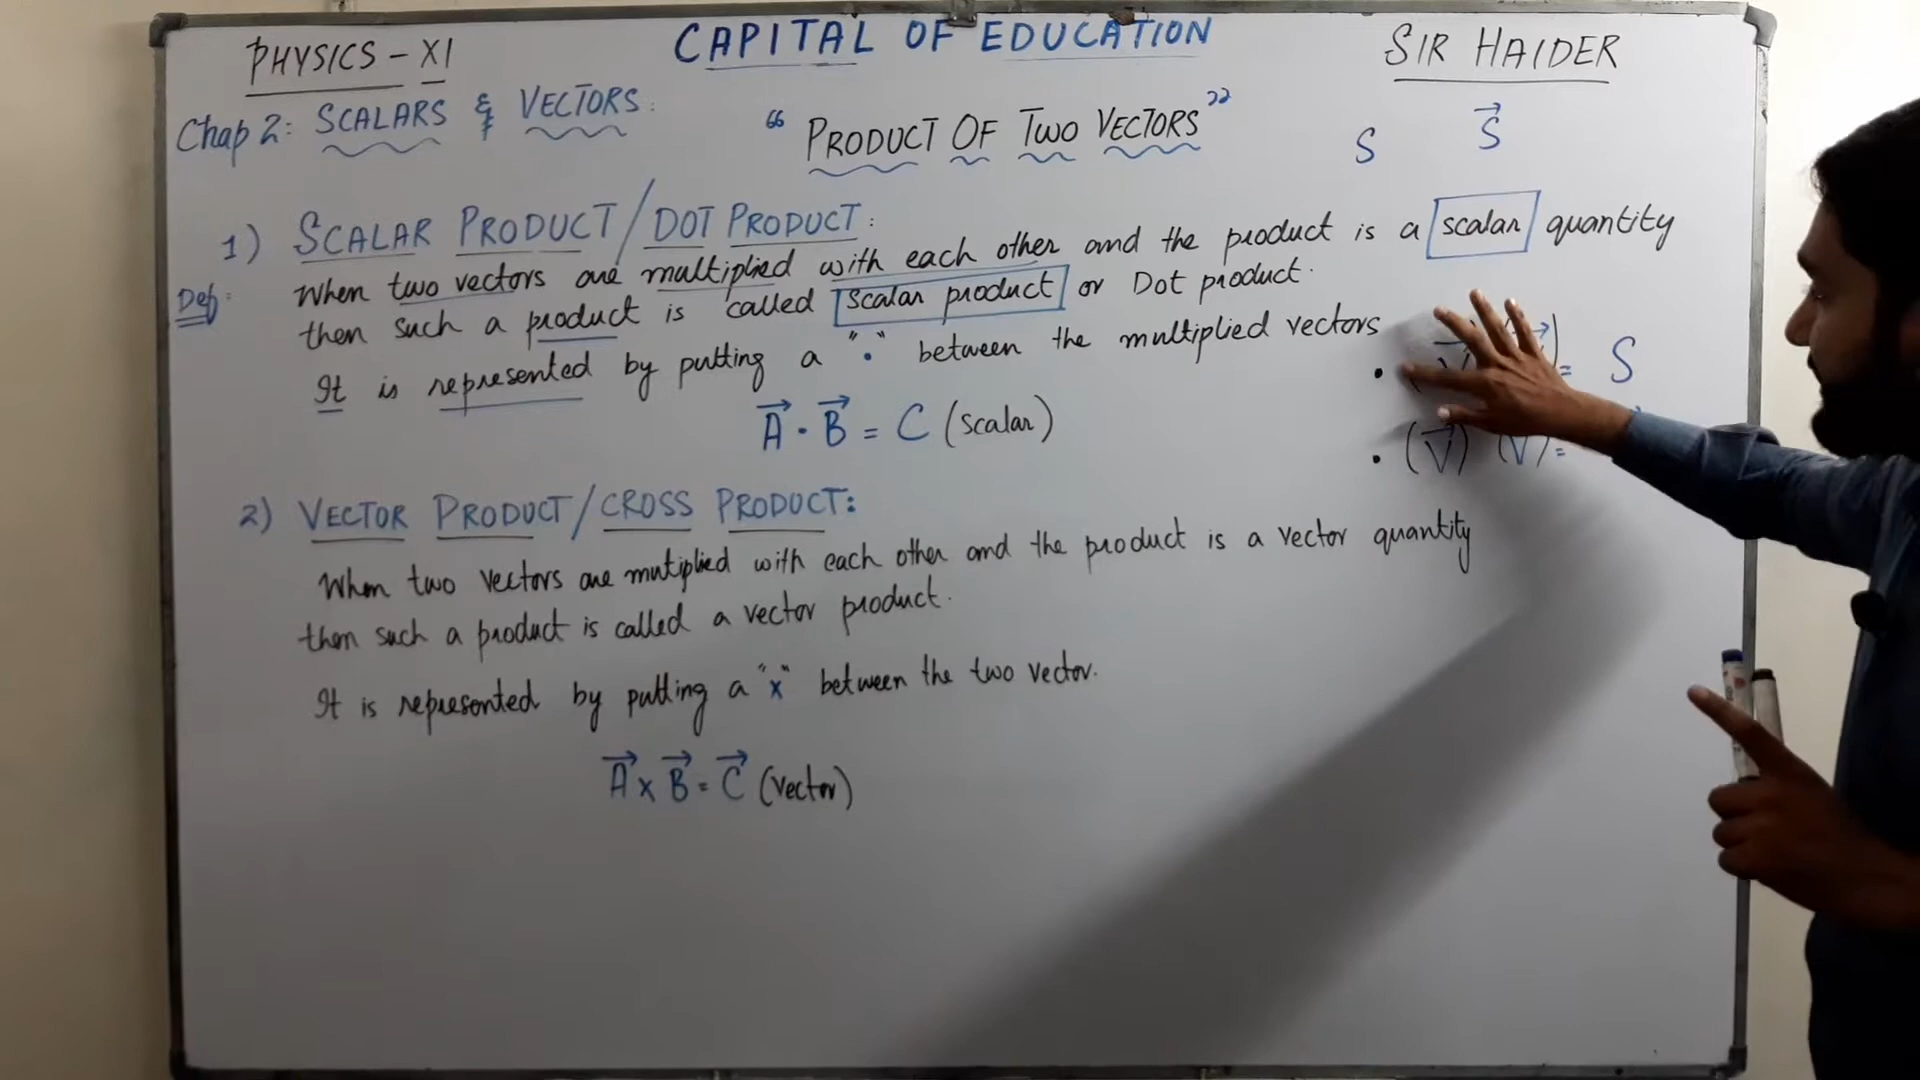 PHYSICS - XI
CAPITAL OF EDUCATION
SIR HAIDER
Chap 2: SCALARS & VECTORS:
“PRODUCT OF TWO VECTORS”
S S⃗
1) SCALAR PRODUCT/DOT PRODUCT:
Def: When two vectors are multiplied with each other and the product is a scalar quantity
then such a product is called scalar product or Dot product.
It is represented by putting a "." between the multiplied vectors
A⃗ · B⃗ = C (scalar)
= S
• (V⃗) (V) =
2) VECTOR PRODUCT/CROSS PRODUCT:
When two vectors are mutiplied with each other and the product is a vector quantity
then such a product is called a vector product.
It is represented by putting a "x" between the two vector.
A⃗ x B⃗ = C⃗ (vector)